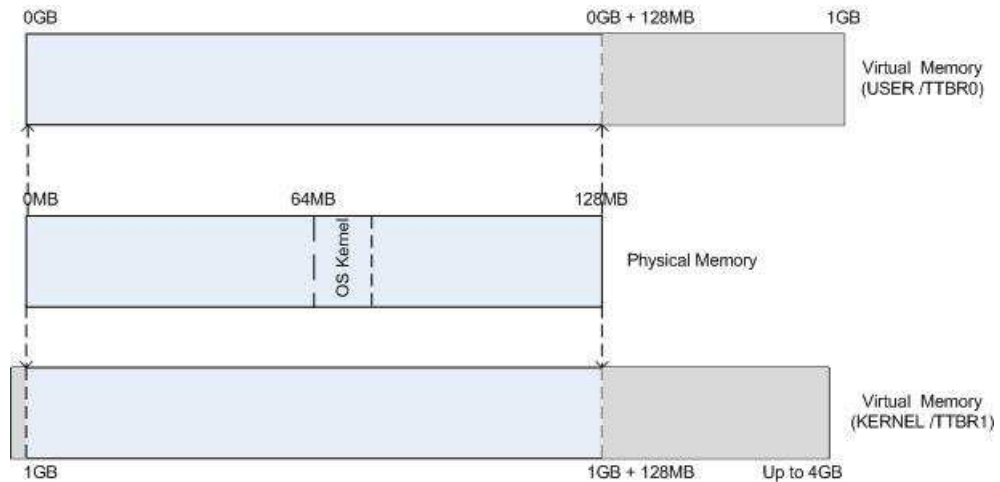 0GB
0GB + 128MB
1GB
Virtual Memory
(USER /TTBR0)
0MB
64MB
128MB
OS Kernel
Physical Memory
Virtual Memory
(KERNEL /TTBR1)
1GB
1GB + 128MB
Up to 4GB